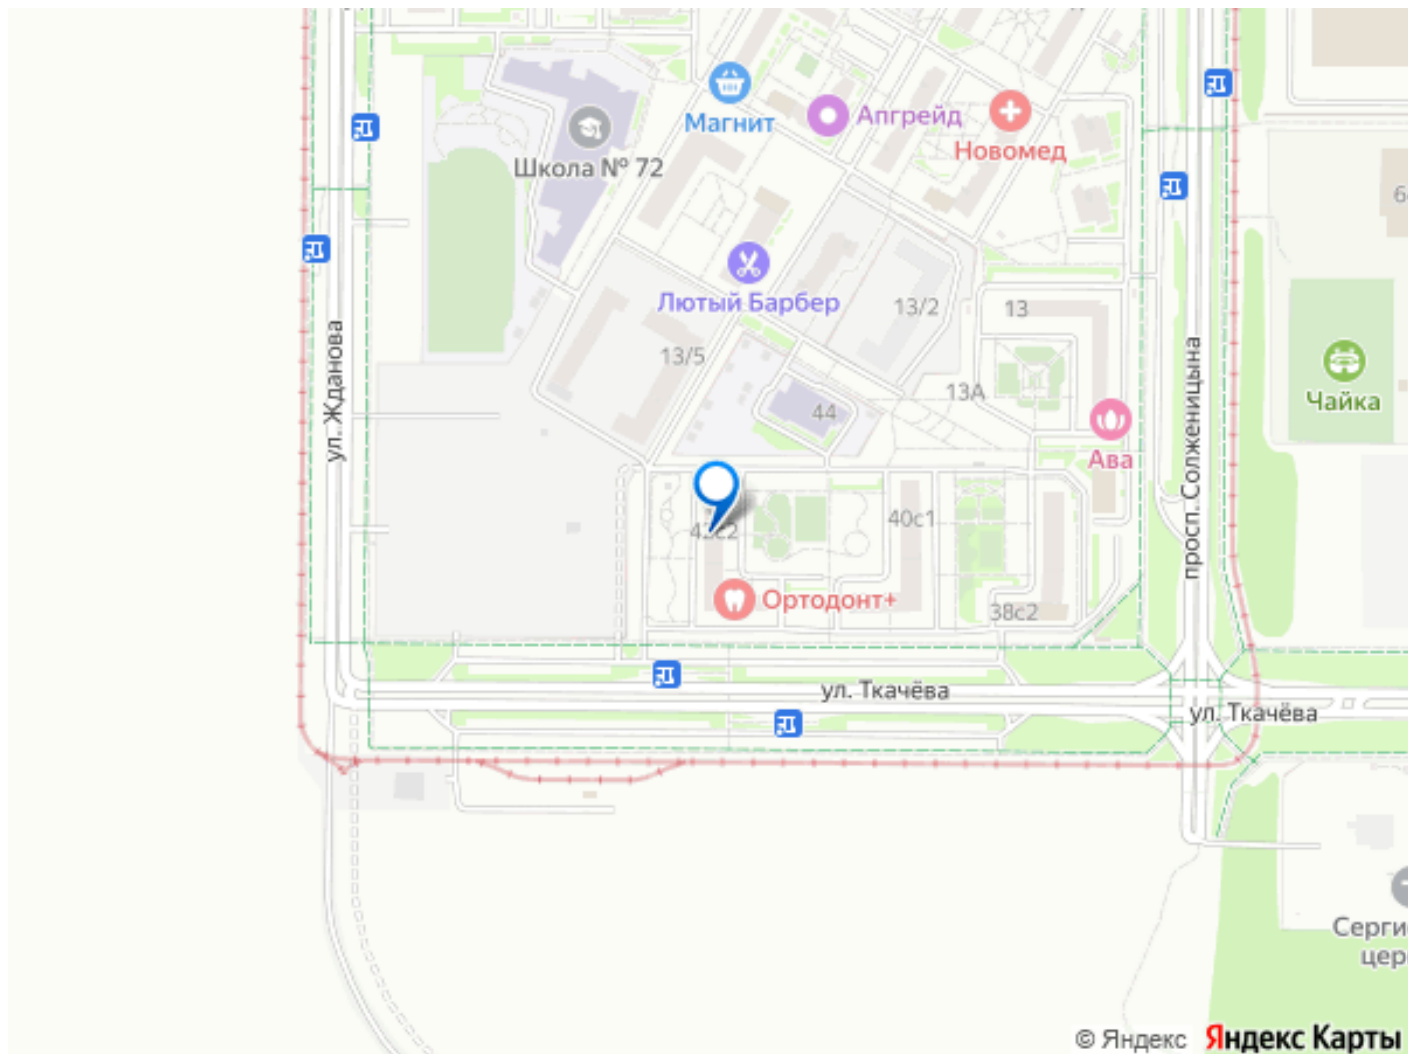 Магнит
Апгрейд
Новомед
Школа № 72
Лютый Барбер
13/2
13
13/5
ул. Жданова
просп. Солженицына
13А
44
Чайка
Ава
40с1
Ортодонт+
38с2
ул. Ткачёва
ул. Ткачёва
© Яндекс Яндекс Карты